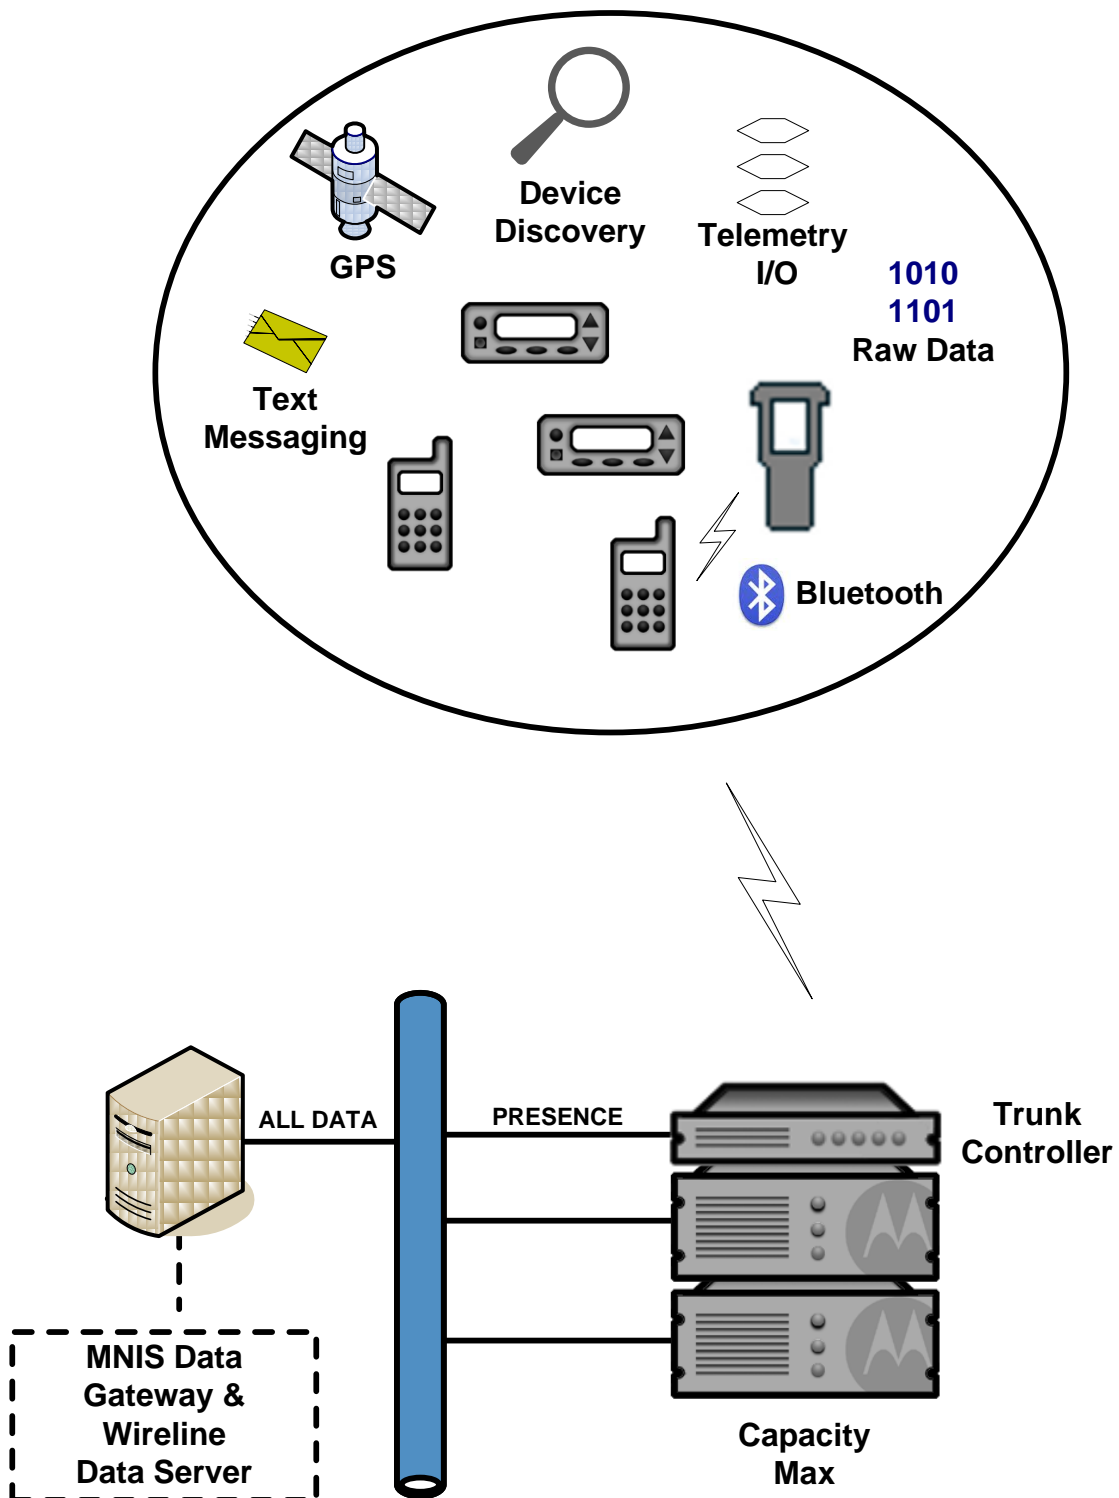 Device
Discovery
GPS
Telemetry
I/O
1010
1101
Raw Data
Text
Messaging
Bluetooth
ALL DATA
PRESENCE
Trunk
Controller
MNIS Data
Gateway &
Wireline
Data Server
Capacity
Max